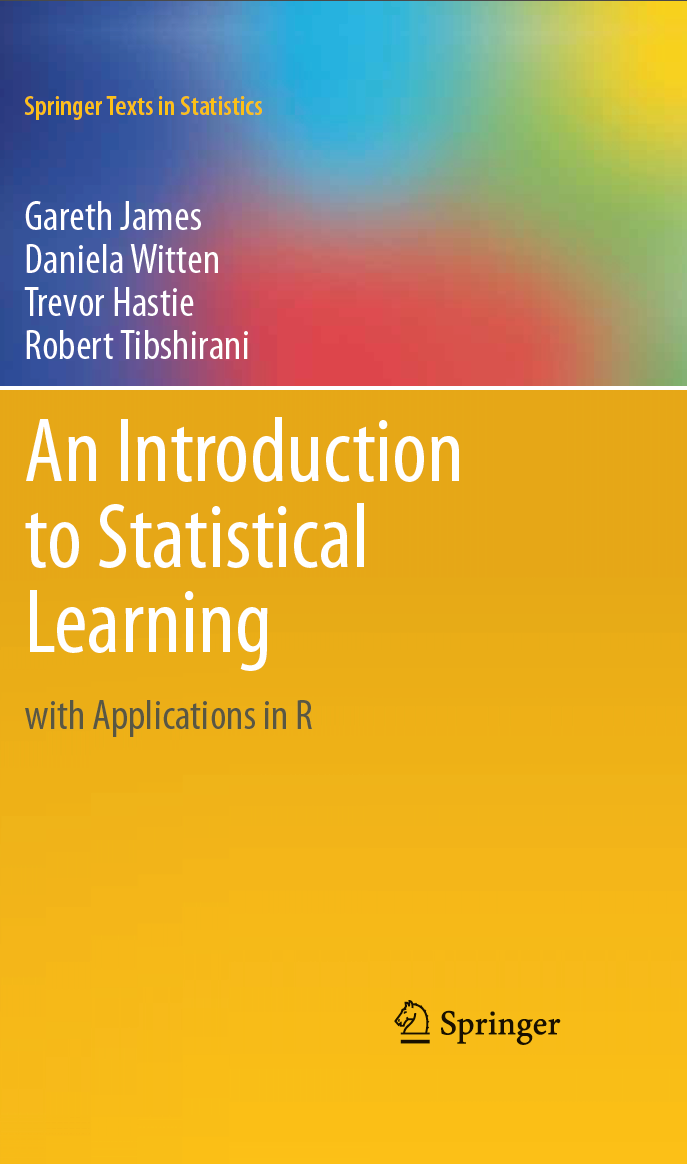 Springer Texts in Statistics
Gareth James
Daniela Witten
Trevor Hastie
Robert Tibshirani
An Introduction
to Statistical
Learning
with Applications in R
Springer